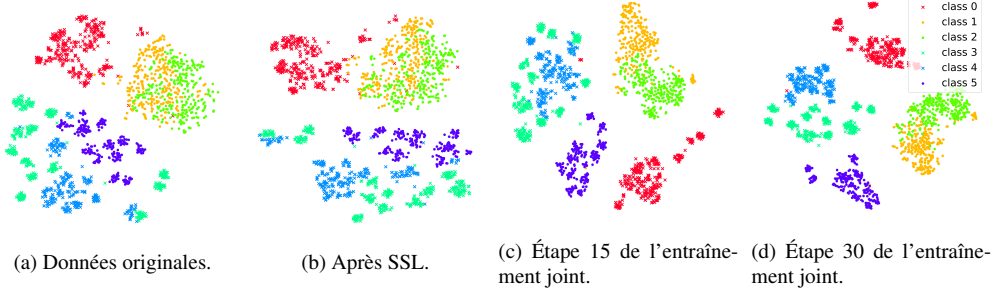 class 0
class 1
class 2
class 3
class 4
class 5
(a) Données originales.
(b) Après SSL.
(c) Étape 15 de l'entraîne-
ment joint.
(d) Étape 30 de l'entraîne-
ment joint.